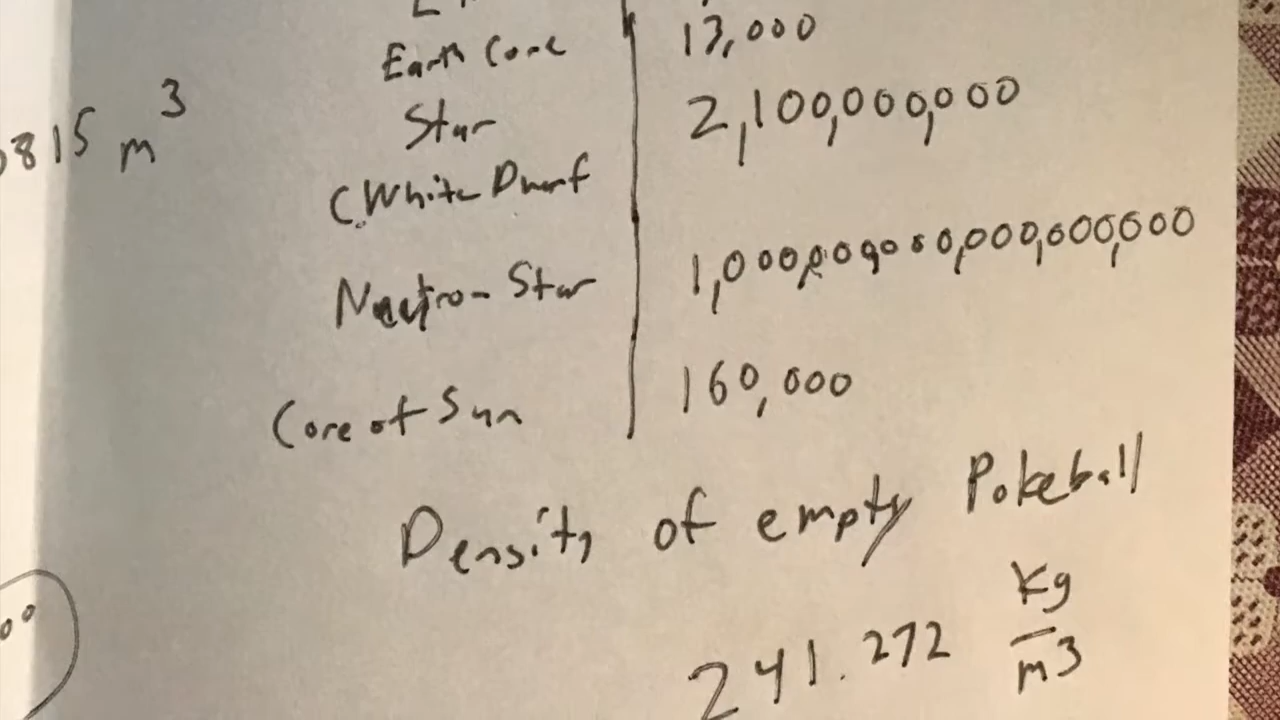 Earth Core 13,000
815 m³
Star 2,100,000,000
(White Dwarf
Neutron Star 1,000,000,000,000,000,000
Core of Sun 160,000
Density of empty Pokeball
241.272 Kg/m3